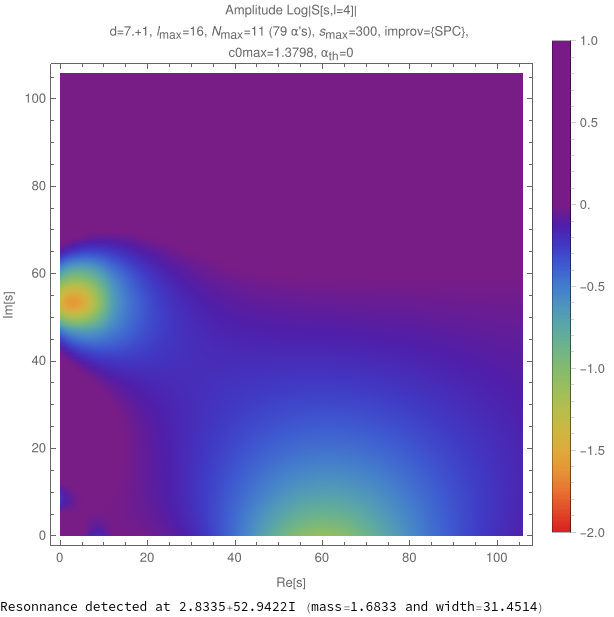 Amplitude Log|S[s,l=4]|
d=7.+1, lmax=16, Nmax=11 (79 α's), smax=300, improv={SPC},
c0max=1.3798, αth=0
1.0
0.5
0.
−0.5
−1.0
−1.5
−2.0
100
80
60
40
20
0
Im[s]
0 20 40 60 80 100
Re[s]
Resonnance detected at 2.8335+52.9422I (mass=1.6833 and width=31.4514)